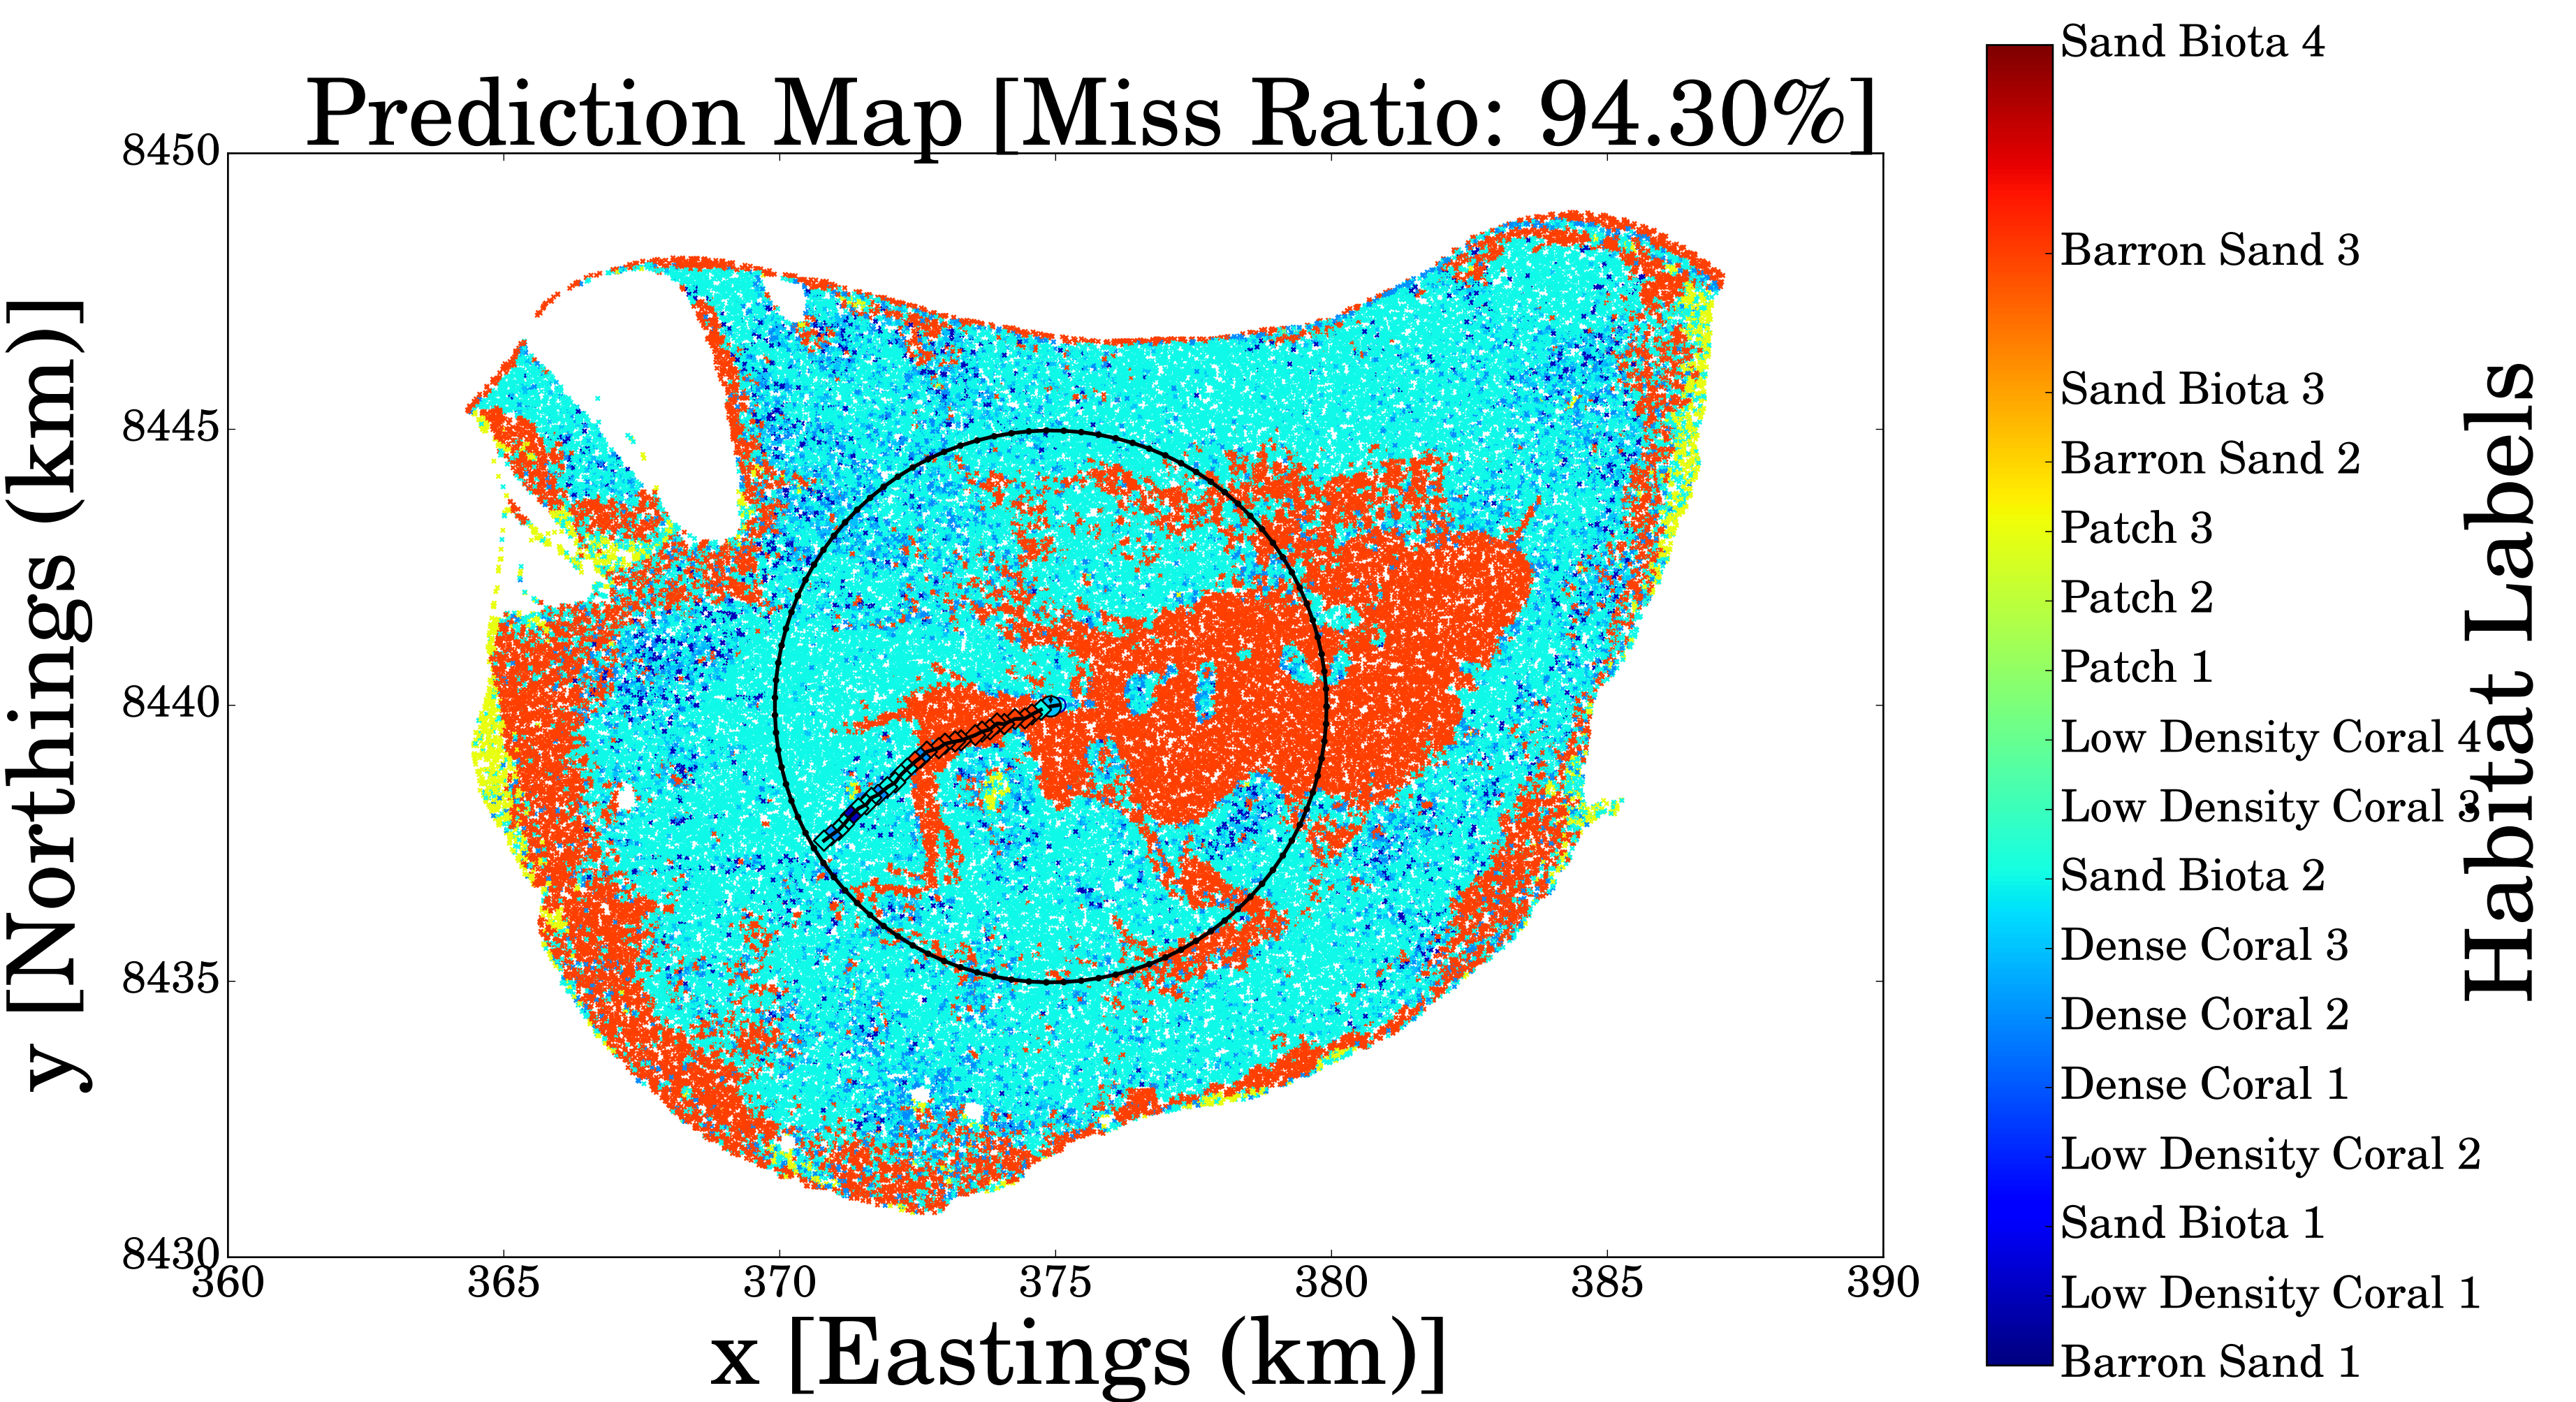 Prediction Map [Miss Ratio: 94.30%]
y [Northings (km)]
8450
8445
8440
8435
8430
360 365 370 375 380 385 390
x [Eastings (km)]
Sand Biota 4
Barron Sand 3
Sand Biota 3
Barron Sand 2
Patch 3
Patch 2
Patch 1
Low Density Coral 4
Low Density Coral 3
Sand Biota 2
Dense Coral 3
Dense Coral 2
Dense Coral 1
Low Density Coral 2
Sand Biota 1
Low Density Coral 1
Barron Sand 1
Habitat Labels